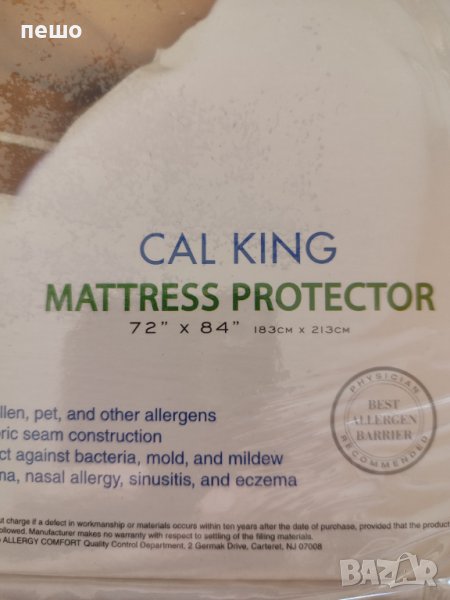 пешо
CAL KING
MATTRESS PROTECTOR
72" x 84" 183CM X 213CM
PHYSICIAN
BEST
ALLERGEN
BARRIER
RECOMMENDED
llen, pet, and other allergens
ric seam construction
ct against bacteria, mold, and mildew
na, nasal allergy, sinusitis, and eczema
ut charge if a defect in workmanship or materials occurs within ten years after the date of purchase, provided that the produc
ollowed. Manufacturer makes no warranty with respect to settling of the filling materials.
ALLERGY COMFORT Quality Control Department, 2 Germak Drive, Carteret, NJ 07008
BAZAR